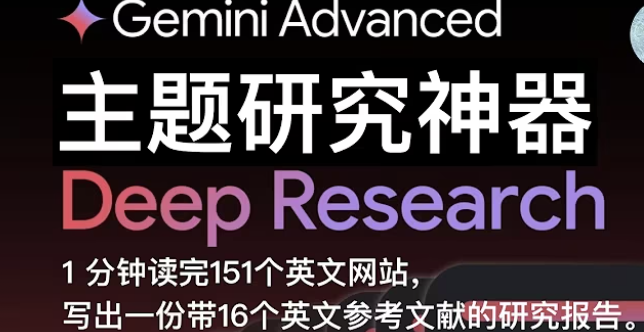 Gemini Advanced
主题研究神器
Deep Research
1 分钟读完151个英文网站,
写出一份带16个英文参考文献的研究报告。